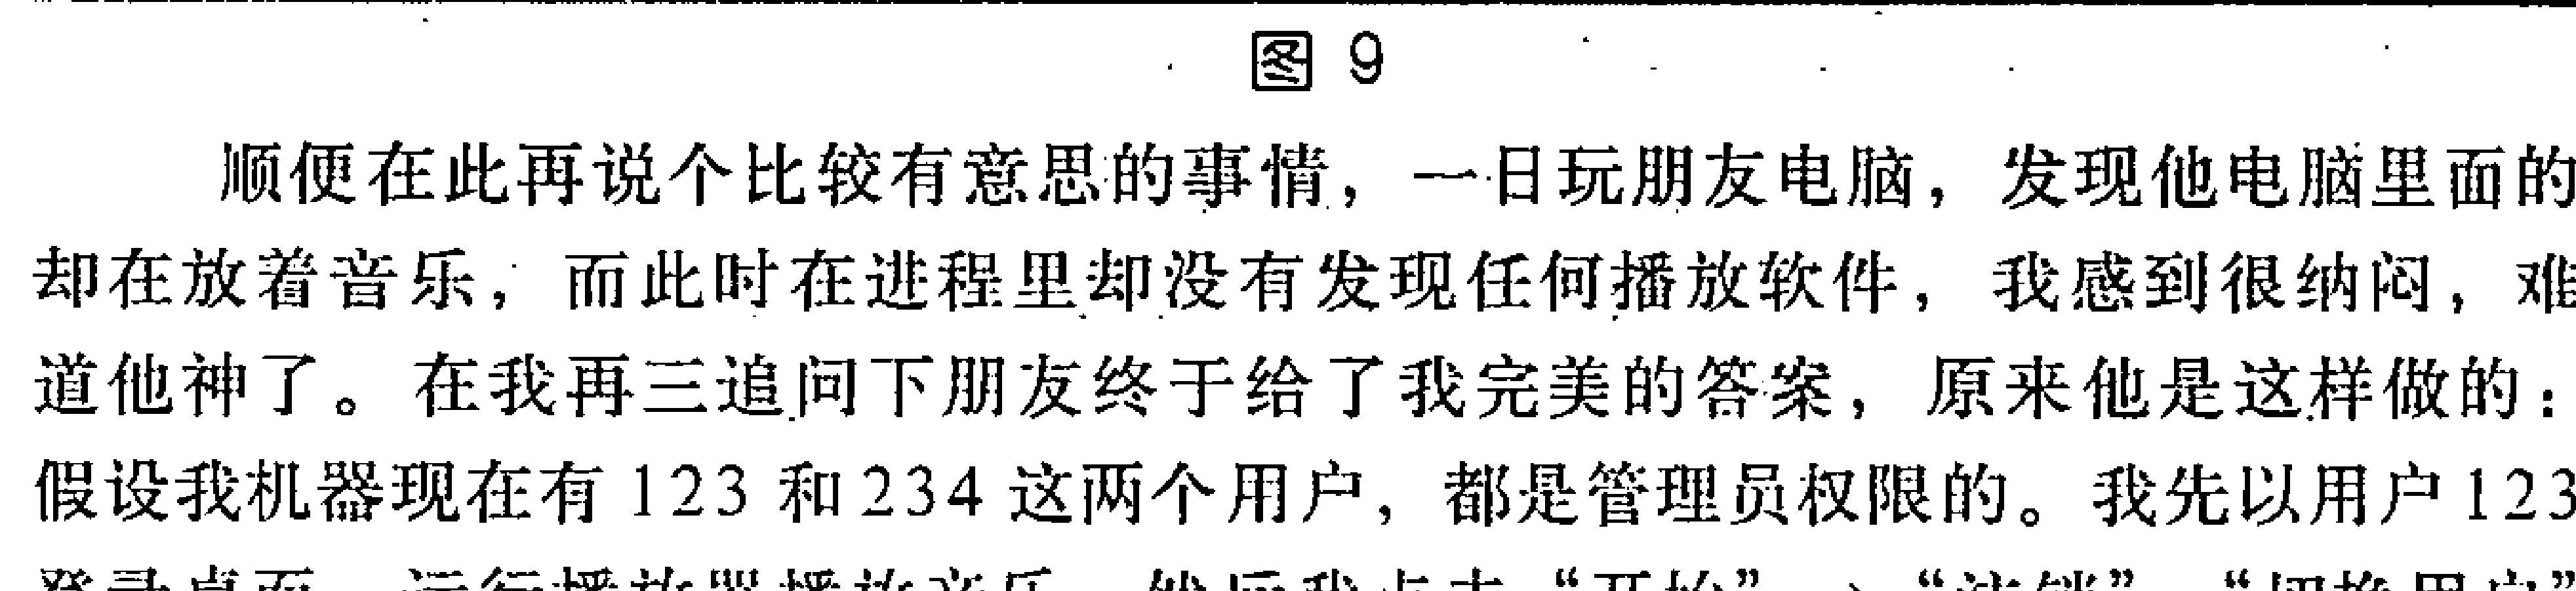 图 9
顺便在此再说个比较有意思的事情，一日玩朋友电脑，发现他电脑里面的
却在放着音乐，而此时在进程里却没有发现任何播放软件，我感到很纳闷，难
道他神了。在我再三追问下朋友终于给了我完美的答案，原来他是这样做的：
假设我机器现在有 123 和 234 这两个用户，都是管理员权限的。我先以用户 123